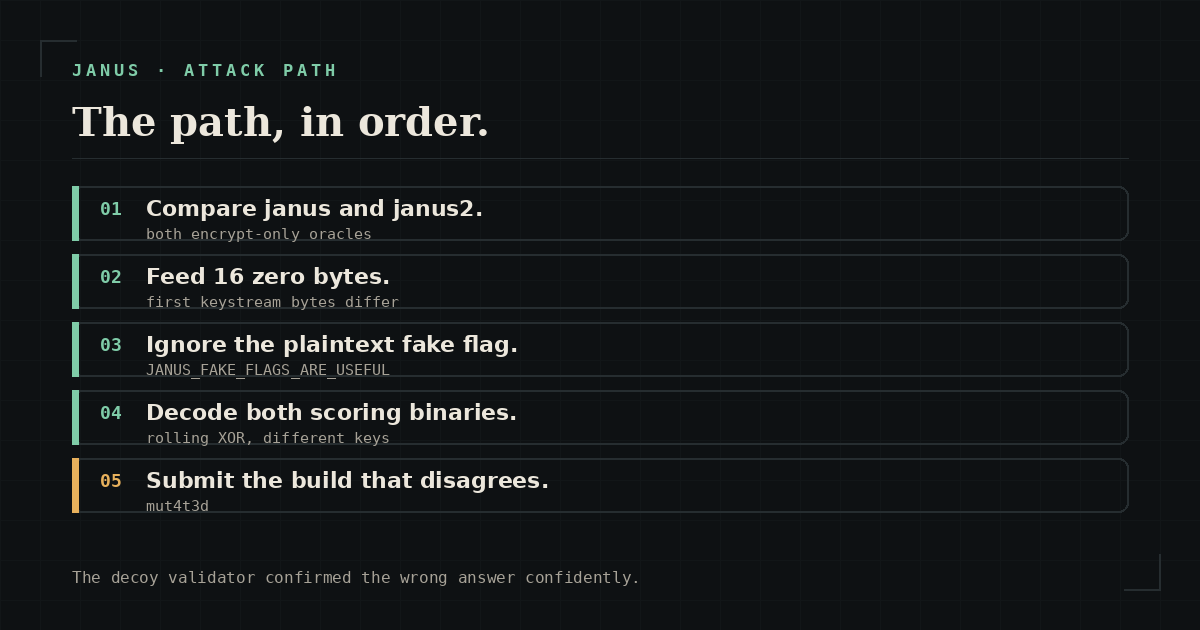 JANUS · ATTACK PATH
The path, in order.
01 Compare janus and janus2.
both encrypt-only oracles
02 Feed 16 zero bytes.
first keystream bytes differ
03 Ignore the plaintext fake flag.
JANUS_FAKE_FLAGS_ARE_USEFUL
04 Decode both scoring binaries.
rolling XOR, different keys
05 Submit the build that disagrees.
mut4t3d
The decoy validator confirmed the wrong answer confidently.